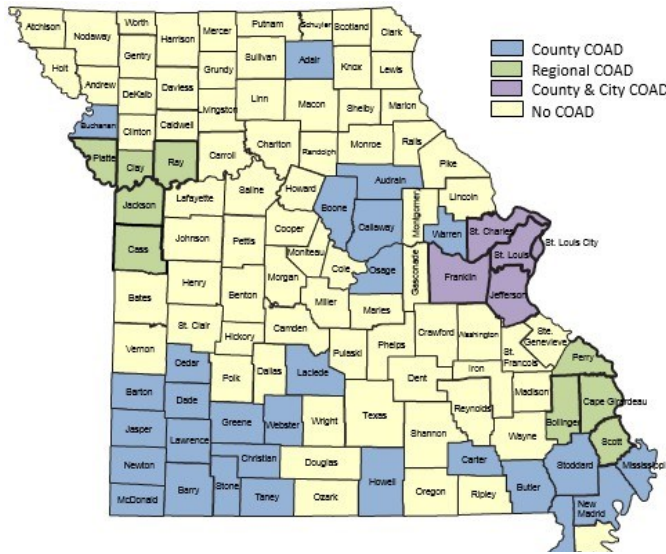 Atchison
Nodaway
Worth
Harrison
Mercer
Putnam
Schuyler
Scotland
Clark
Holt
Andrew
Gentry
Grundy
Sullivan
Adair
Knox
Lewis
DeKalb
Daviess
Livingston
Linn
Macon
Shelby
Marion
Buchanan
Clinton
Caldwell
Carroll
Chariton
Randolph
Monroe
Ralls
Pike
Platte
Clay
Ray
Saline
Howard
Audrain
Boone
Callaway
Montgomery
Lincoln
Warren
St. Charles
St. Louis City
St. Louis
Jackson
Lafayette
Cooper
Cass
Johnson
Pettis
Moniteau
Cole
Osage
Gasconade
Franklin
Jefferson
Bates
Henry
Benton
Morgan
Miller
Maries
St. Clair
Hickory
Camden
Pulaski
Phelps
Crawford
Washington
Ste. Genevieve
St. Francois
Perry
Vernon
Cedar
Polk
Dallas
Laclede
Dent
Iron
Madison
Cape Girardeau
Bollinger
Barton
Dade
Greene
Webster
Wright
Texas
Reynolds
Wayne
Scott
Jasper
Lawrence
Christian
Douglas
Shannon
Carter
Stoddard
Mississippi
Newton
McDonald
Barry
Stone
Taney
Ozark
Howell
Oregon
Ripley
Butler
New
Madrid
County COAD
Regional COAD
County & City COAD
No COAD